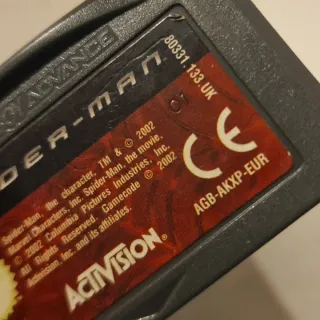 ADVANCE
DER-MAN
80331.133.UK
Spider-Man, the character, TM & © 2002
Marvel Characters, Inc. Spider-Man, the movie,
© 2002 Columbia Pictures Industries, Inc.
All Rights Reserved. Gamecode © 2002
Activision, Inc. and its affiliates.
CE
AGB-AKXP-EUR
ACTIVISION